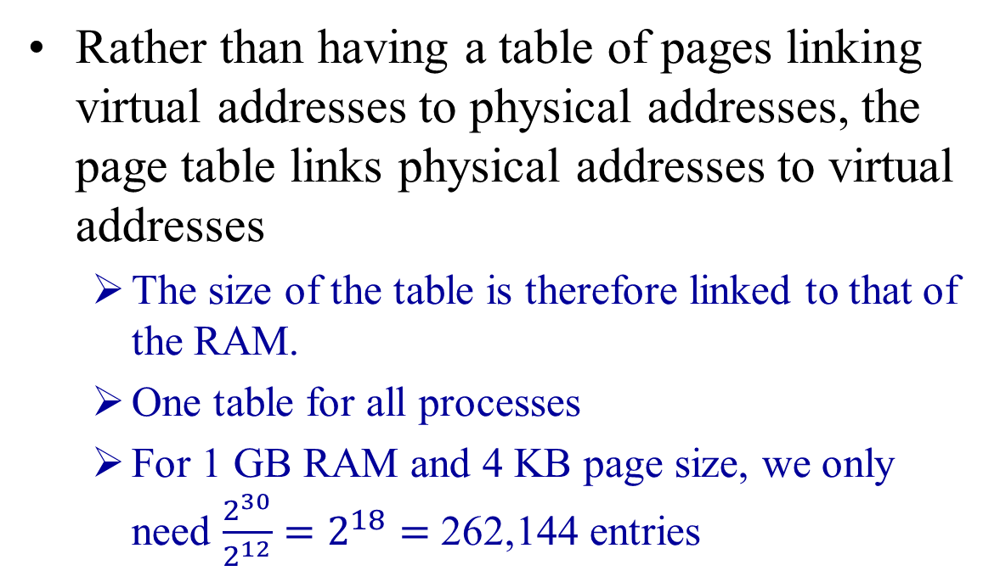 • Rather than having a table of pages linking
virtual addresses to physical addresses, the
page table links physical addresses to virtual
addresses
➢ The size of the table is therefore linked to that of
the RAM.
➢ One table for all processes
➢ For 1 GB RAM and 4 KB page size, we only
need 2^30/2^12 = 2^18 = 262,144 entries